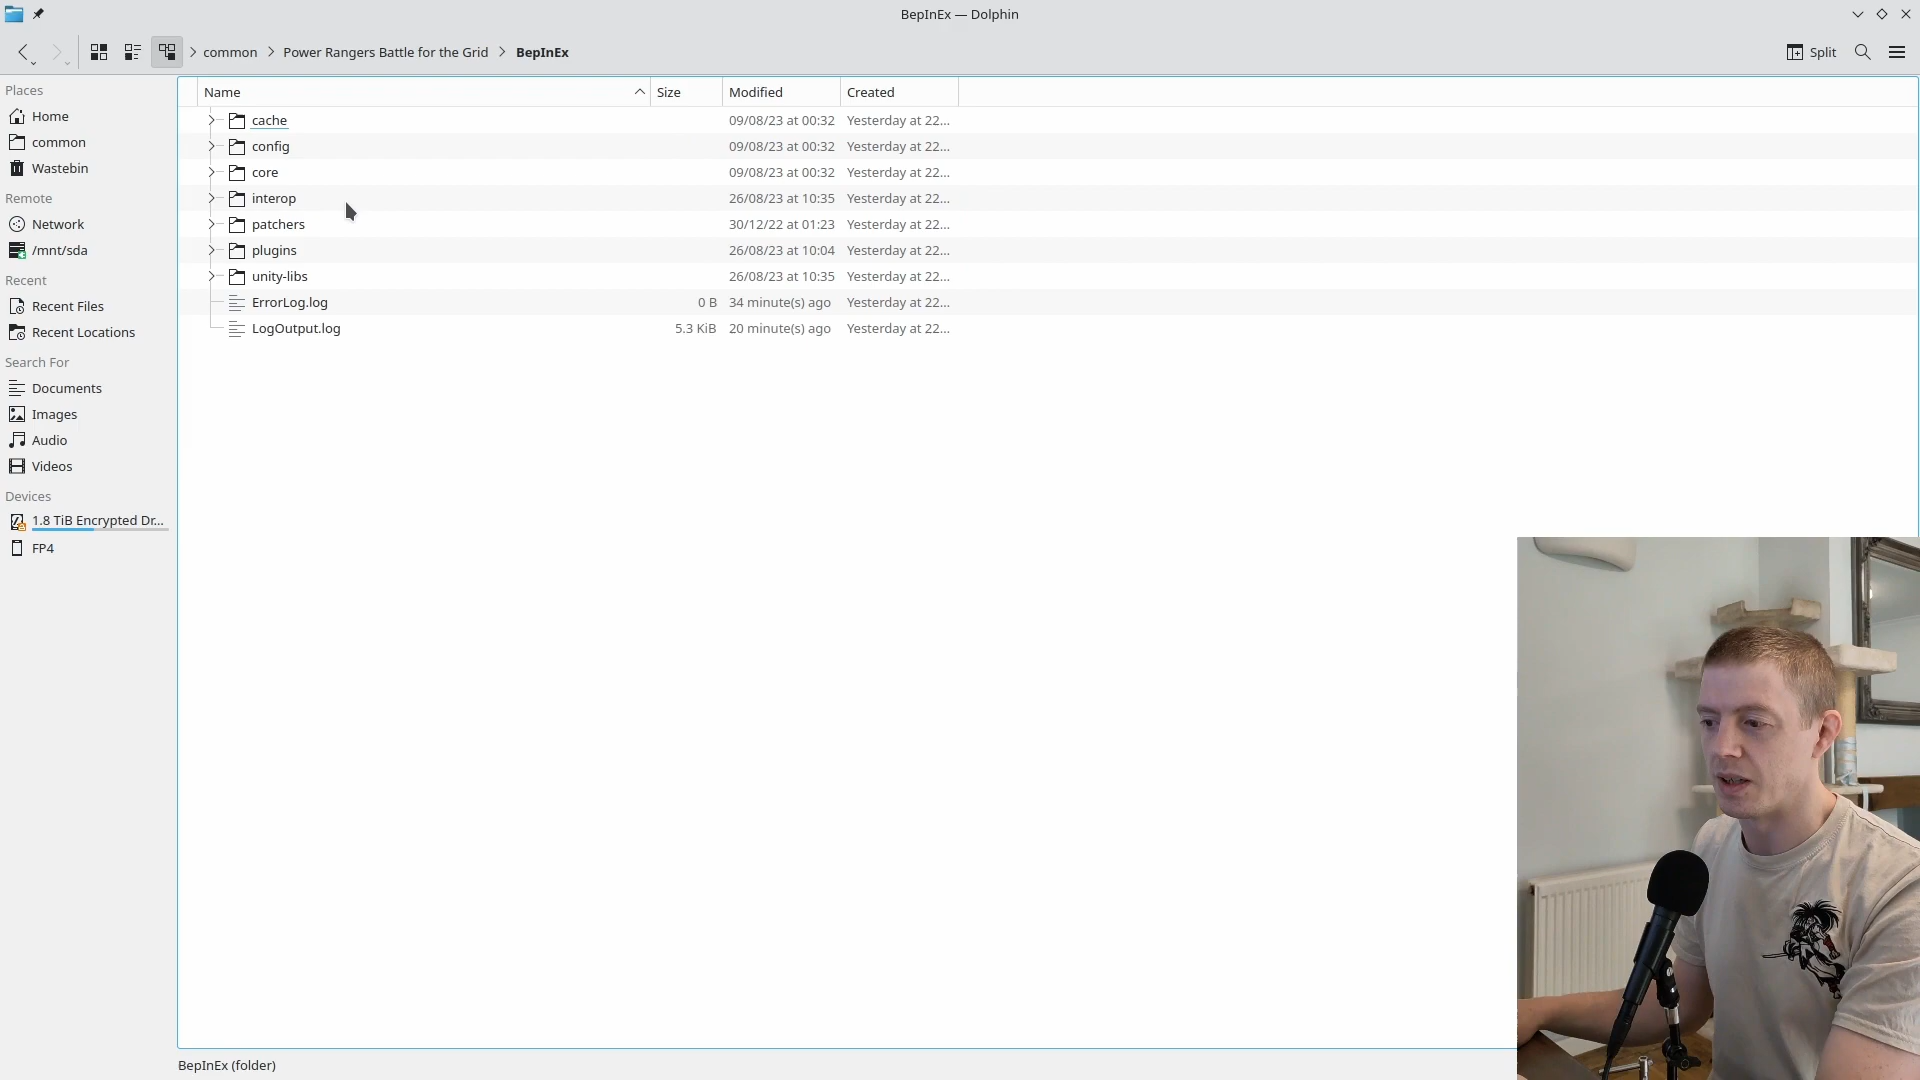 BepInEx — Dolphin
common
Power Rangers Battle for the Grid
BepInEx
Split
Places
Home
common
Wastebin
Remote
Network
/mnt/sda
Recent
Recent Files
Recent Locations
Search For
Documents
Images
Audio
Videos
Devices
1.8 TiB Encrypted Dr...
FP4
Name Size Modified Created
cache 09/08/23 at 00:32 Yesterday at 22...
config 09/08/23 at 00:32 Yesterday at 22...
core 09/08/23 at 00:32 Yesterday at 22...
interop 26/08/23 at 10:35 Yesterday at 22...
patchers 30/12/22 at 01:23 Yesterday at 22...
plugins 26/08/23 at 10:04 Yesterday at 22...
unity-libs 26/08/23 at 10:35 Yesterday at 22...
ErrorLog.log 0 B 34 minute(s) ago Yesterday at 22...
LogOutput.log 5.3 KiB 20 minute(s) ago Yesterday at 22...
BepInEx (folder)